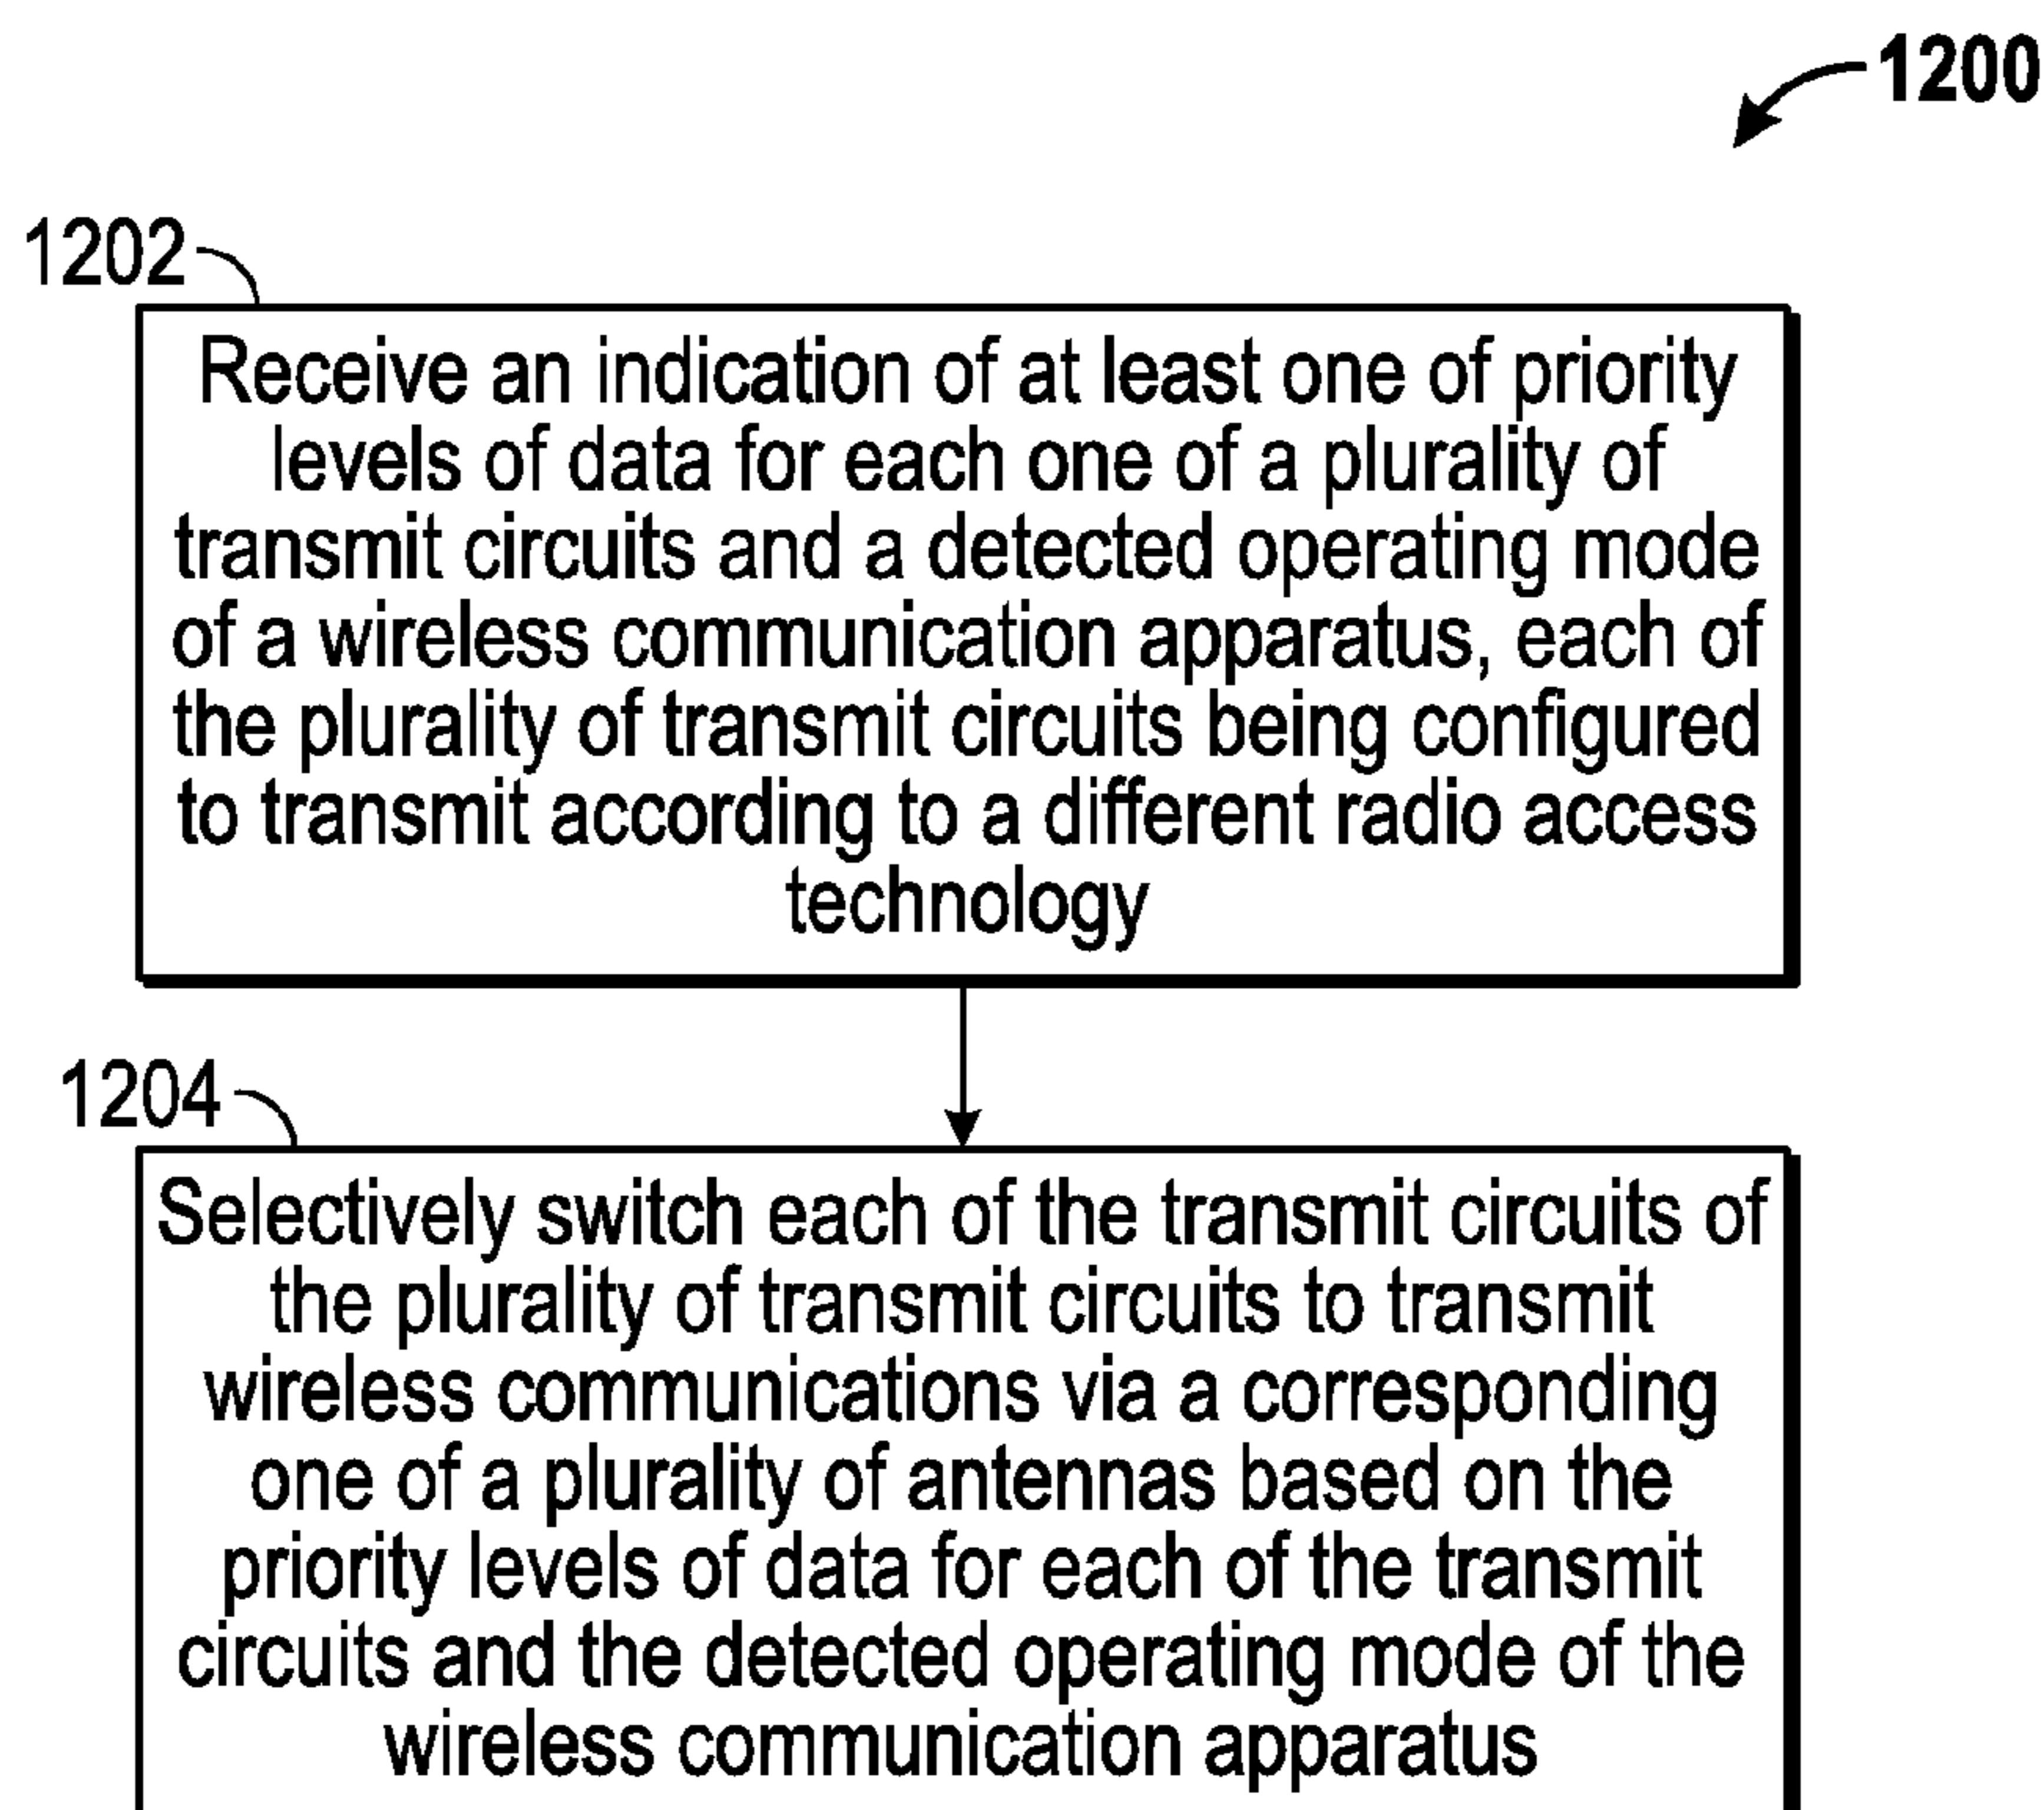 1200
1202
Receive an indication of at least one of priority
levels of data for each one of a plurality of
transmit circuits and a detected operating mode
of a wireless communication apparatus, each of
the plurality of transmit circuits being configured
to transmit according to a different radio access
technology
1204
Selectively switch each of the transmit circuits of
the plurality of transmit circuits to transmit
wireless communications via a corresponding
one of a plurality of antennas based on the
priority levels of data for each of the transmit
circuits and the detected operating mode of the
wireless communication apparatus